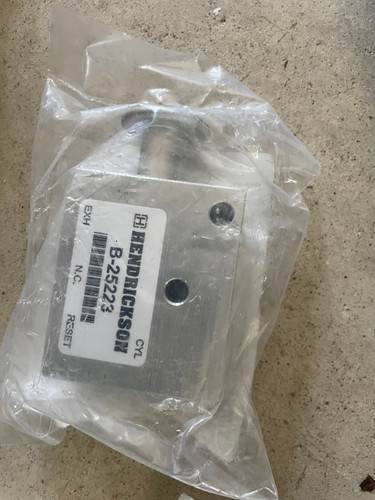 CYL
H HENDRICKSON
B-25223
EXH N.C. RESET